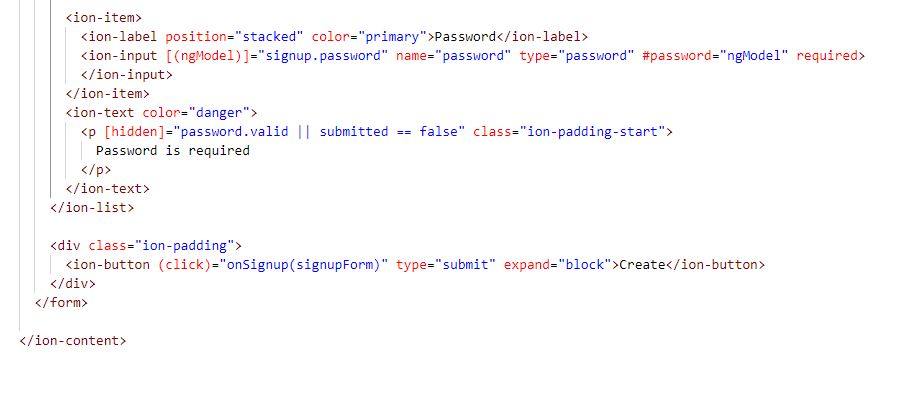 <ion-item>
<ion-label position="stacked" color="primary">Password</ion-label>
<ion-input [(ngModel)]="signup.password" name="password" type="password" #password="ngModel" required>
</ion-input>
</ion-item>
<ion-text color="danger">
<p [hidden]="password.valid || submitted == false" class="ion-padding-start">
Password is required
</p>
</ion-text>
</ion-list>
<div class="ion-padding">
<ion-button (click)="onSignup(signupForm)" type="submit" expand="block">Create</ion-button>
</div>
</form>
</ion-content>